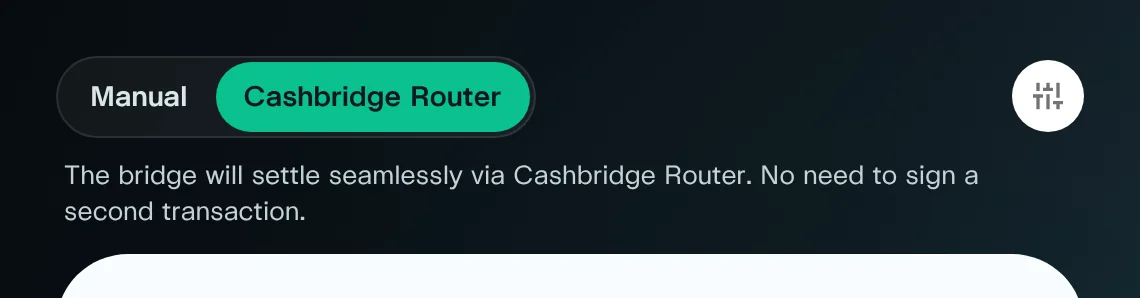 Manual
Cashbridge Router
The bridge will settle seamlessly via Cashbridge Router. No need to sign a
second transaction.